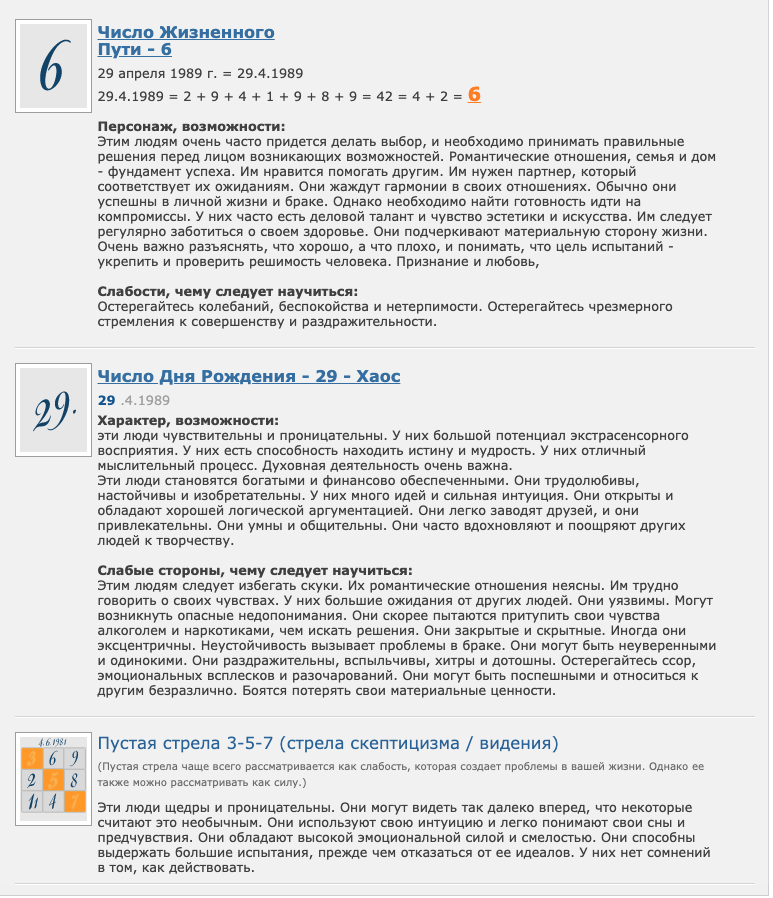 6
Число Жизненного
Пути - 6
29 апреля 1989 г. = 29.4.1989
29.4.1989 = 2 + 9 + 4 + 1 + 9 + 8 + 9 = 42 = 4 + 2 = 6
Персонаж, возможности:
Этим людям очень часто придется делать выбор, и необходимо принимать правильные
решения перед лицом возникающих возможностей. Романтические отношения, семья и дом
- фундамент успеха. Им нравится помогать другим. Им нужен партнер, который
соответствует их ожиданиям. Они жаждут гармонии в своих отношениях. Обычно они
успешны в личной жизни и браке. Однако необходимо найти готовность идти на
компромиссы. У них часто есть деловой талант и чувство эстетики и искусства. Им следует
регулярно заботиться о своем здоровье. Они подчеркивают материальную сторону жизни.
Очень важно разъяснять, что хорошо, а что плохо, и понимать, что цель испытаний -
укрепить и проверить решимость человека. Признание и любовь,
Слабости, чему следует научиться:
Остерегайтесь колебаний, беспокойства и нетерпимости. Остерегайтесь чрезмерного
стремления к совершенству и раздражительности.
29.
Число Дня Рождения - 29 - Хаос
29 .4.1989
Характер, возможности:
эти люди чувствительны и проницательны. У них большой потенциал экстрасенсорного
восприятия. У них есть способность находить истину и мудрость. У них отличный
мыслительный процесс. Духовная деятельность очень важна.
Эти люди становятся богатыми и финансово обеспеченными. Они трудолюбивы,
настойчивы и изобретательны. У них много идей и сильная интуиция. Они открыты и
обладают хорошей логической аргументацией. Они легко заводят друзей, и они
привлекательны. Они умны и общительны. Они часто вдохновляют и поощряют других
людей к творчеству.
Слабые стороны, чему следует научиться:
Этим людям следует избегать скуки. Их романтические отношения неясны. Им трудно
говорить о своих чувствах. У них большие ожидания от других людей. Они уязвимы. Могут
возникнуть опасные недопонимания. Они скорее пытаются притупить свои чувства
алкоголем и наркотиками, чем искать решения. Они закрытые и скрытные. Иногда они
эксцентричны. Неустойчивость вызывает проблемы в браке. Они могут быть неуверенными
и одинокими. Они раздражительны, вспыльчивы, хитры и дотошны. Остерегайтесь ссор,
эмоциональных всплесков и разочарований. Они могут быть поспешными и относиться к
другим безразлично. Боятся потерять свои материальные ценности.
4.6.1981
3 6 9
2 5 8
11 4 7
Пустая стрела 3-5-7 (стрела скептицизма / видения)
(Пустая стрела чаще всего рассматривается как слабость, которая создает проблемы в вашей жизни. Однако ее
также можно рассматривать как силу.)
Эти люди щедры и проницательны. Они могут видеть так далеко вперед, что некоторые
считают это необычным. Они используют свою интуицию и легко понимают свои сны и
предчувствия. Они обладают высокой эмоциональной силой и смелостью. Они способны
выдержать большие испытания, прежде чем отказаться от ее идеалов. У них нет сомнений
в том, как действовать.